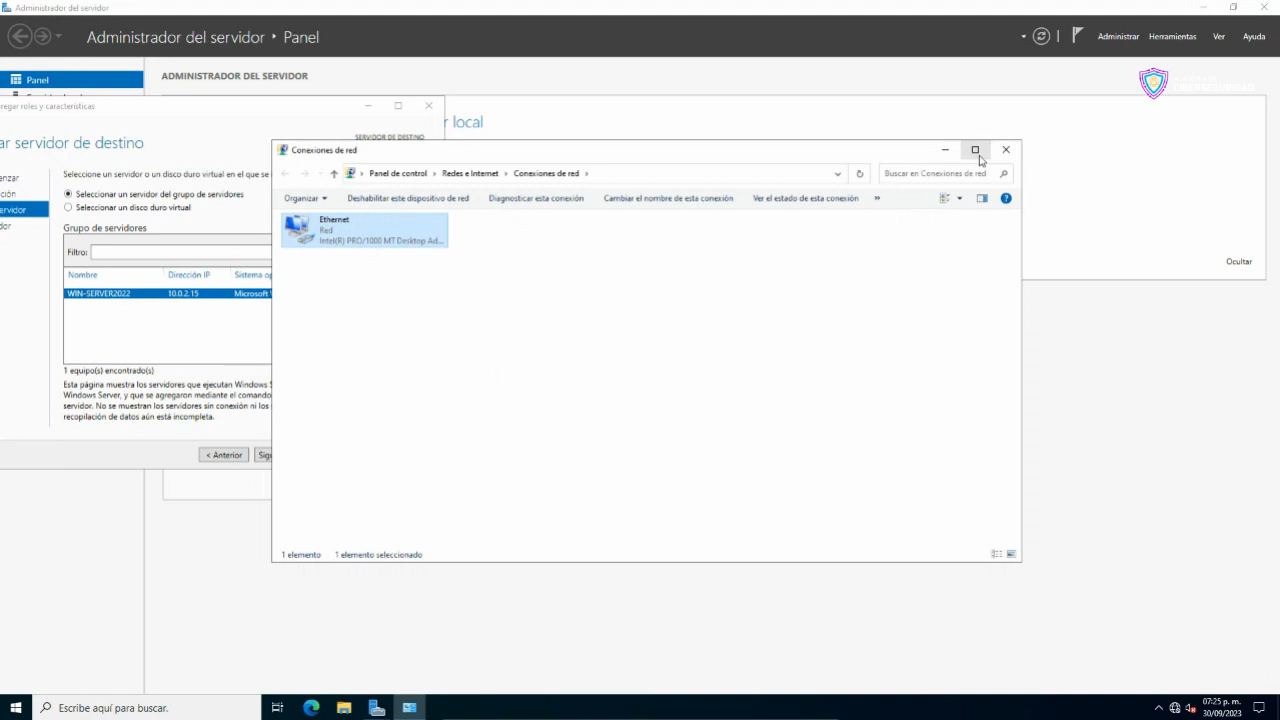 Administrador del servidor
Administrador del servidor ‣ Panel
Administrar Herramientas Ver Ayuda
Panel
ADMINISTRADOR DEL SERVIDOR
CIBERSEGURIDAD
regar roles y características
r local
ar servidor de destino
SERVIDOR DE DESTINO
Conexiones de red
Panel de control › Redes e Internet › Conexiones de red ›
Buscar en Conexiones de red
Organizar
Deshabilitar este dispositivo de red
Diagnosticar esta conexión
Cambiar el nombre de esta conexión
Ver el estado de esta conexión
»
Ethernet
Red
Intel(R) PRO/1000 MT Desktop Ad...
enzar
ción
ervidor
dor
Seleccione un servidor o un disco duro virtual en el que se
Seleccionar un servidor del grupo de servidores
Seleccionar un disco duro virtual
Grupo de servidores
Filtro:
Nombre Dirección IP Sistema op
WIN-SERVER2022 10.0.2.15 Microsoft
1 equipo(s) encontrado(s)
Esta página muestra los servidores que ejecutan Windows S
Windows Server, y que se agregaron mediante el comando
servidor. No se muestran los servidores sin conexión ni los
recopilación de datos aún está incompleta.
< Anterior
Sig
Ocultar
1 elemento
1 elemento seleccionado
Escribe aquí para buscar.
07:25 p. m.
30/09/2023